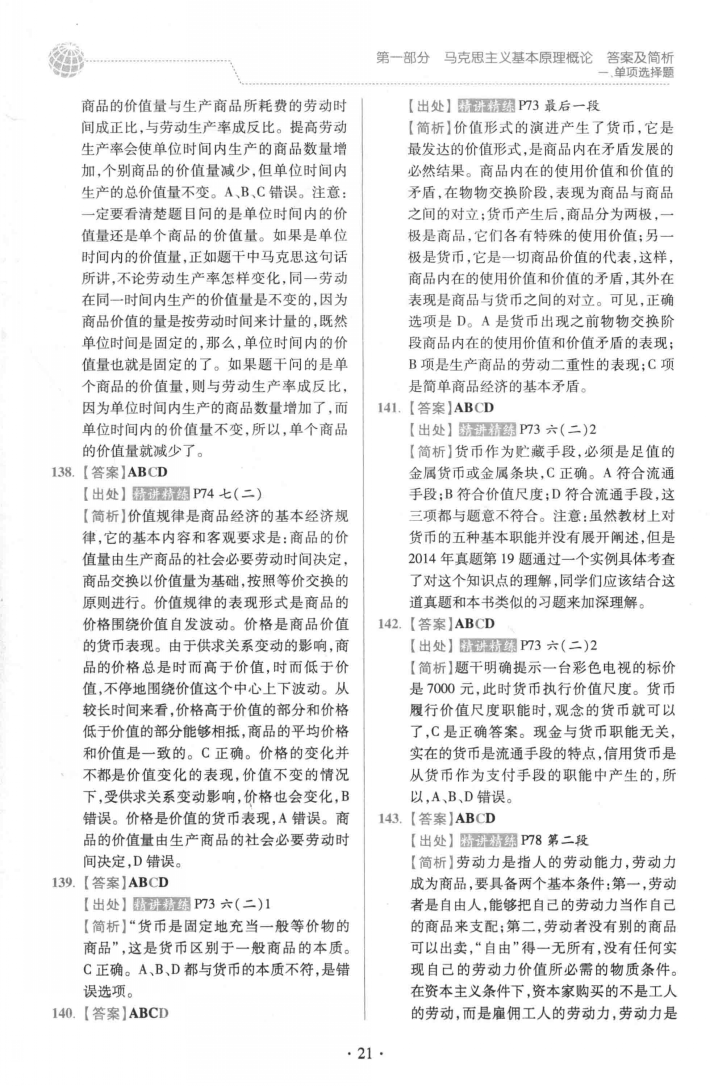 第一部分 马克思主义基本原理概论 答案及简析
一、单项选择题
商品的价值量与生产商品所耗费的劳动时
间成正比,与劳动生产率成反比。提高劳动
生产率会使单位时间内生产的商品数量增
加,个别商品的价值量减少,但单位时间内
生产的总价值量不变。A、B、C 错误。注意:
一定要看清楚题目问的是单位时间内的价
值量还是单个商品的价值量。如果是单位
时间内的价值量,正如题干中马克思这句话
所讲,不论劳动生产率怎样变化,同一劳动
在同一时间内生产的价值量是不变的,因为
商品价值的量是按劳动时间来计量的,既然
单位时间是固定的,那么,单位时间内的价
值量也就是固定的了。如果题干问的是单
个商品的价值量,则与劳动生产率成反比,
因为单位时间内生产的商品数量增加了,而
单位时间内的价值量不变,所以,单个商品
的价值量就减少了。
138. 【答案】ABCD
【出处】精讲精练 P74 七(二)
【简析】价值规律是商品经济的基本经济规
律,它的基本内容和客观要求是:商品的价
值量由生产商品的社会必要劳动时间决定,
商品交换以价值量为基础,按照等价交换的
原则进行。价值规律的表现形式是商品的
价格围绕价值自发波动。价格是商品价值
的货币表现。由于供求关系变动的影响,商
品的价格总是时而高于价值,时而低于价
值,不停地围绕价值这个中心上下波动。从
较长时间来看,价格高于价值的部分和价格
低于价值的部分能够相抵,商品的平均价格
和价值是一致的。C 正确。价格的变化并
不都是价值变化的表现,价值不变的情况
下,受供求关系变动影响,价格也会变化,B
错误。价格是价值的货币表现,A 错误。商
品的价值量由生产商品的社会必要劳动时
间决定,D 错误。
139. 【答案】ABCD
【出处】精讲精练 P73 六(二)1
【简析】“货币是固定地充当一般等价物的
商品”,这是货币区别于一般商品的本质。
C 正确。A、B、D 都与货币的本质不符,是错
误选项。
140. 【答案】ABCD
【出处】精讲精练 P73 最后一段
【简析】价值形式的演进产生了货币,它是
最发达的价值形式,是商品内在矛盾发展的
必然结果。商品内在的使用价值和价值的
矛盾,在物物交换阶段,表现为商品与商品
之间的对立;货币产生后,商品分为两极,一
极是商品,它们各有特殊的使用价值;另一
极是货币,它是一切商品价值的代表,这样,
商品内在的使用价值和价值的矛盾,其外在
表现是商品与货币之间的对立。可见,正确
选项是 D。A 是货币出现之前物物交换阶
段商品内在的使用价值和价值矛盾的表现;
B 项是生产商品的劳动二重性的表现;C 项
是简单商品经济的基本矛盾。
141. 【答案】ABCD
【出处】精讲精练 P73 六(二)2
【简析】货币作为贮藏手段,必须是足值的
金属货币或金属条块,C 正确。A 符合流通
手段;B 符合价值尺度;D 符合流通手段,这
三项都与题意不符合。注意:虽然教材上对
货币的五种基本职能并没有展开阐述,但是
2014 年真题第 19 题通过一个实例具体考查
了对这个知识点的理解,同学们应该结合这
道真题和本书类似的习题来加深理解。
142. 【答案】ABCD
【出处】精讲精练 P73 六(二)2
【简析】题干明确提示一台彩色电视的标价
是 7000 元,此时货币执行价值尺度。货币
履行价值尺度职能时,观念的货币就可以
了,C 是正确答案。现金与货币职能无关,
实在的货币是流通手段的特点,信用货币是
从货币作为支付手段的职能中产生的,所
以,A、B、D 错误。
143. 【答案】ABCD
【出处】精讲精练 P78 第二段
【简析】劳动力是指人的劳动能力,劳动力
成为商品,要具备两个基本条件:第一,劳动
者是自由人,能够把自己的劳动力当作自己
的商品来支配;第二,劳动者没有别的商品
可以出卖,“自由”得一无所有,没有任何实
现自己的劳动力价值所必需的物质条件。
在资本主义条件下,资本家购买的不是工人
的劳动,而是雇佣工人的劳动力,劳动力是
· 21 ·